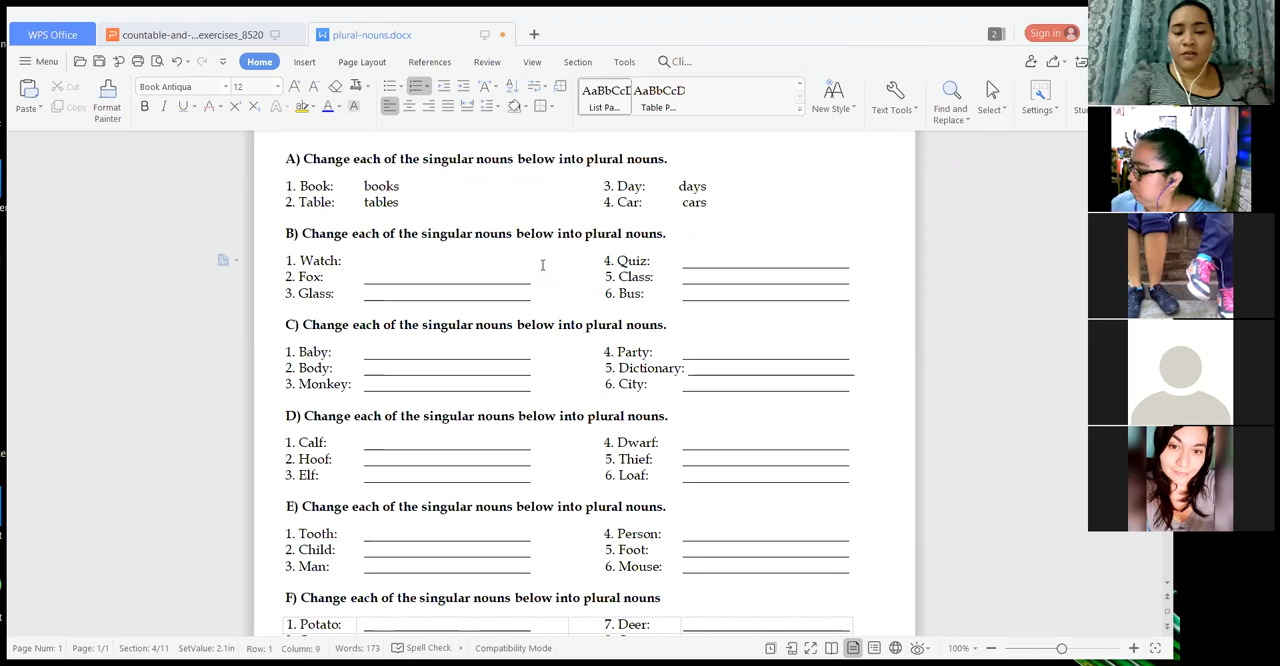 WPS Office countable-and-...exercises_8520 plural-nouns.docx 2 Sign in
Menu Home Insert Page Layout References Review View Section Tools Cli...
Paste Cut Copy Format Painter Book Antiqua 12 AaBbCcD AaBbCcD List Pa... Table P... New Style Text Tools Find and Replace Select Settings
A) Change each of the singular nouns below into plural nouns.
1. Book: books 3. Day: days
2. Table: tables 4. Car: cars
B) Change each of the singular nouns below into plural nouns.
1. Watch: 4. Quiz:
2. Fox: 5. Class:
3. Glass: 6. Bus:
C) Change each of the singular nouns below into plural nouns.
1. Baby: 4. Party:
2. Body: 5. Dictionary:
3. Monkey: 6. City:
D) Change each of the singular nouns below into plural nouns.
1. Calf: 4. Dwarf:
2. Hoof: 5. Thief:
3. Elf: 6. Loaf:
E) Change each of the singular nouns below into plural nouns.
1. Tooth: 4. Person:
2. Child: 5. Foot:
3. Man: 6. Mouse:
F) Change each of the singular nouns below into plural nouns
1. Potato: 7. Deer:
Page Num: 1 Page: 1/1 Section: 4/11 SetValue: 2.1in Row: 1 Column: 9 Words: 173 Spell Check Compatibility Mode 100%